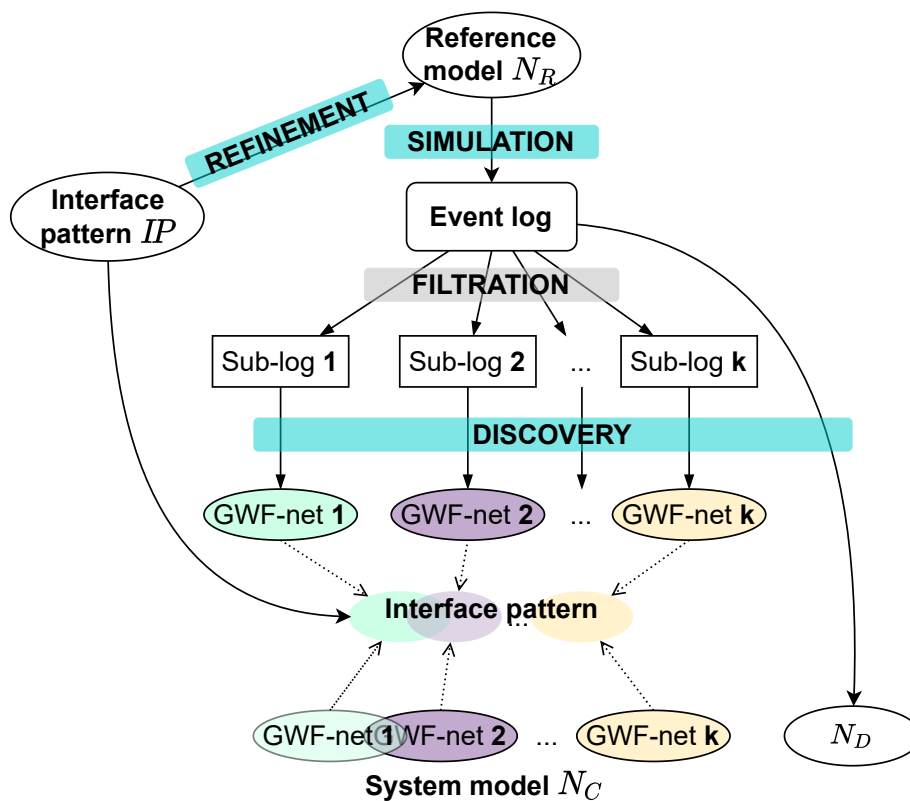 Reference
model N_R
REFINEMENT
SIMULATION
Interface
pattern IP
Event log
FILTRATION
Sub-log 1
Sub-log 2
...
Sub-log k
DISCOVERY
GWF-net 1
GWF-net 2
...
GWF-net k
Interface pattern
...
GWF-net 1
GWF-net 2
...
GWF-net k
N_D
System model N_C